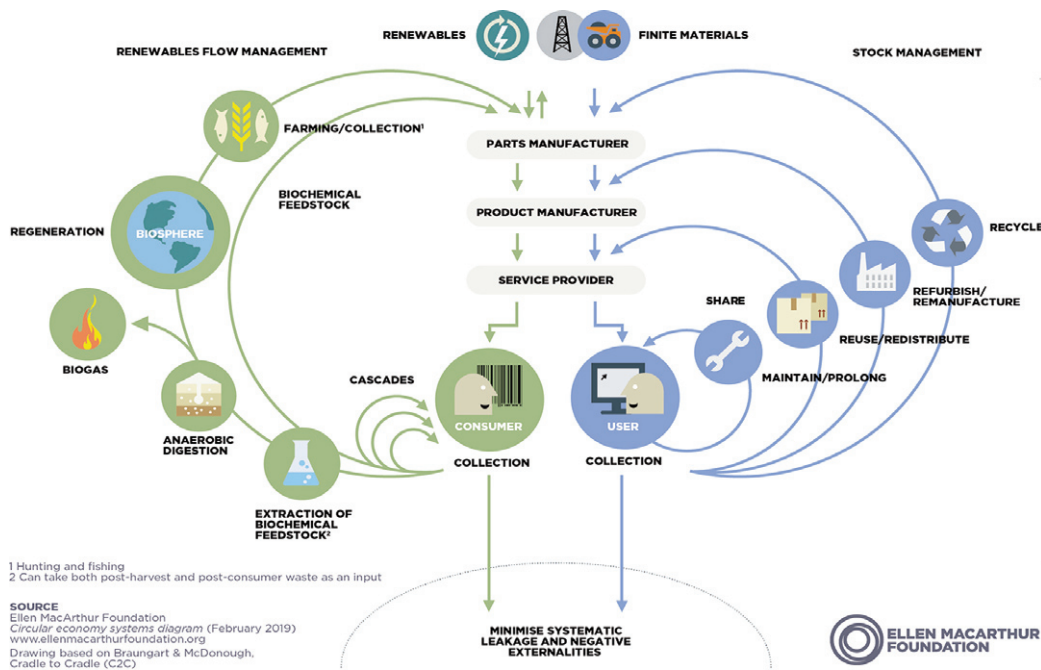 RENEWABLES FLOW MANAGEMENT
RENEWABLES
FINITE MATERIALS
STOCK MANAGEMENT
FARMING/COLLECTION¹
PARTS MANUFACTURER
BIOCHEMICAL
FEEDSTOCK
PRODUCT MANUFACTURER
REGENERATION
BIOSPHERE
RECYCLE
SERVICE PROVIDER
REFURBISH/
REMANUFACTURE
SHARE
REUSE/REDISTRIBUTE
BIOGAS
CASCADES
MAINTAIN/PROLONG
CONSUMER
USER
ANAEROBIC
DIGESTION
COLLECTION
COLLECTION
EXTRACTION OF
BIOCHEMICAL
FEEDSTOCK²
1 Hunting and fishing
2 Can take both post-harvest and post-consumer waste as an input
SOURCE
Ellen MacArthur Foundation
Circular economy systems diagram (February 2019)
www.ellenmacarthurfoundation.org
Drawing based on Braungart & McDonough,
Cradle to Cradle (C2C)
MINIMISE SYSTEMATIC
LEAKAGE AND NEGATIVE
EXTERNALITIES
ELLEN MACARTHUR
FOUNDATION